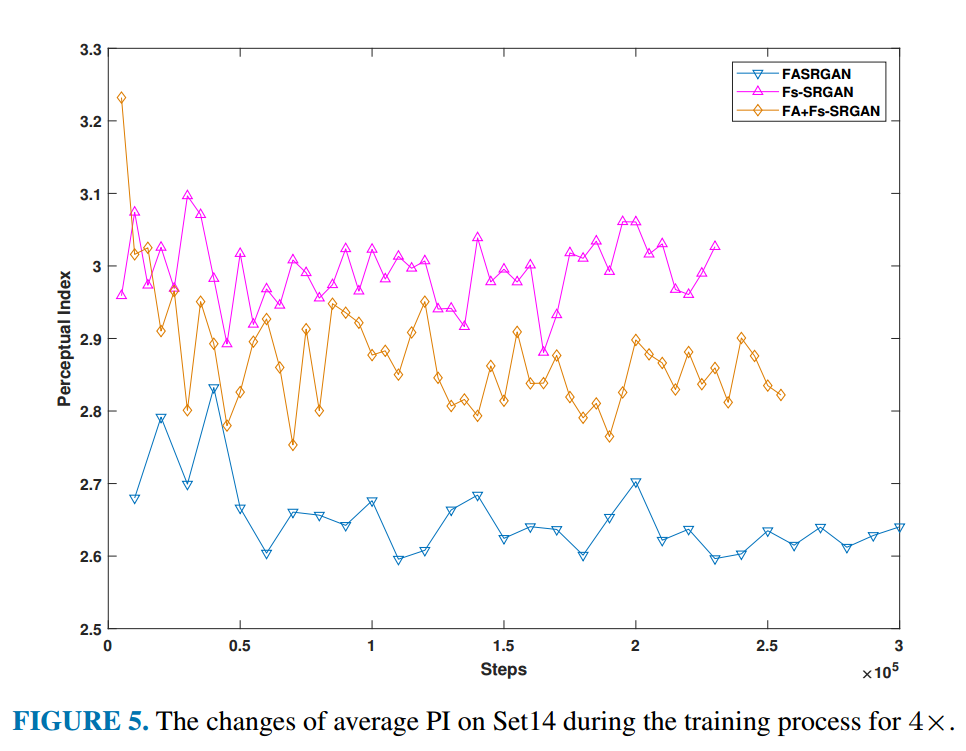 3.3
3.2
3.1
3
2.9
2.8
2.7
2.6
2.5
Perceptual Index
FASRGAN
Fs-SRGAN
FA+Fs-SRGAN
0 0.5 1 1.5 2 2.5 3
Steps
×10⁵
FIGURE 5. The changes of average PI on Set14 during the training process for 4×.